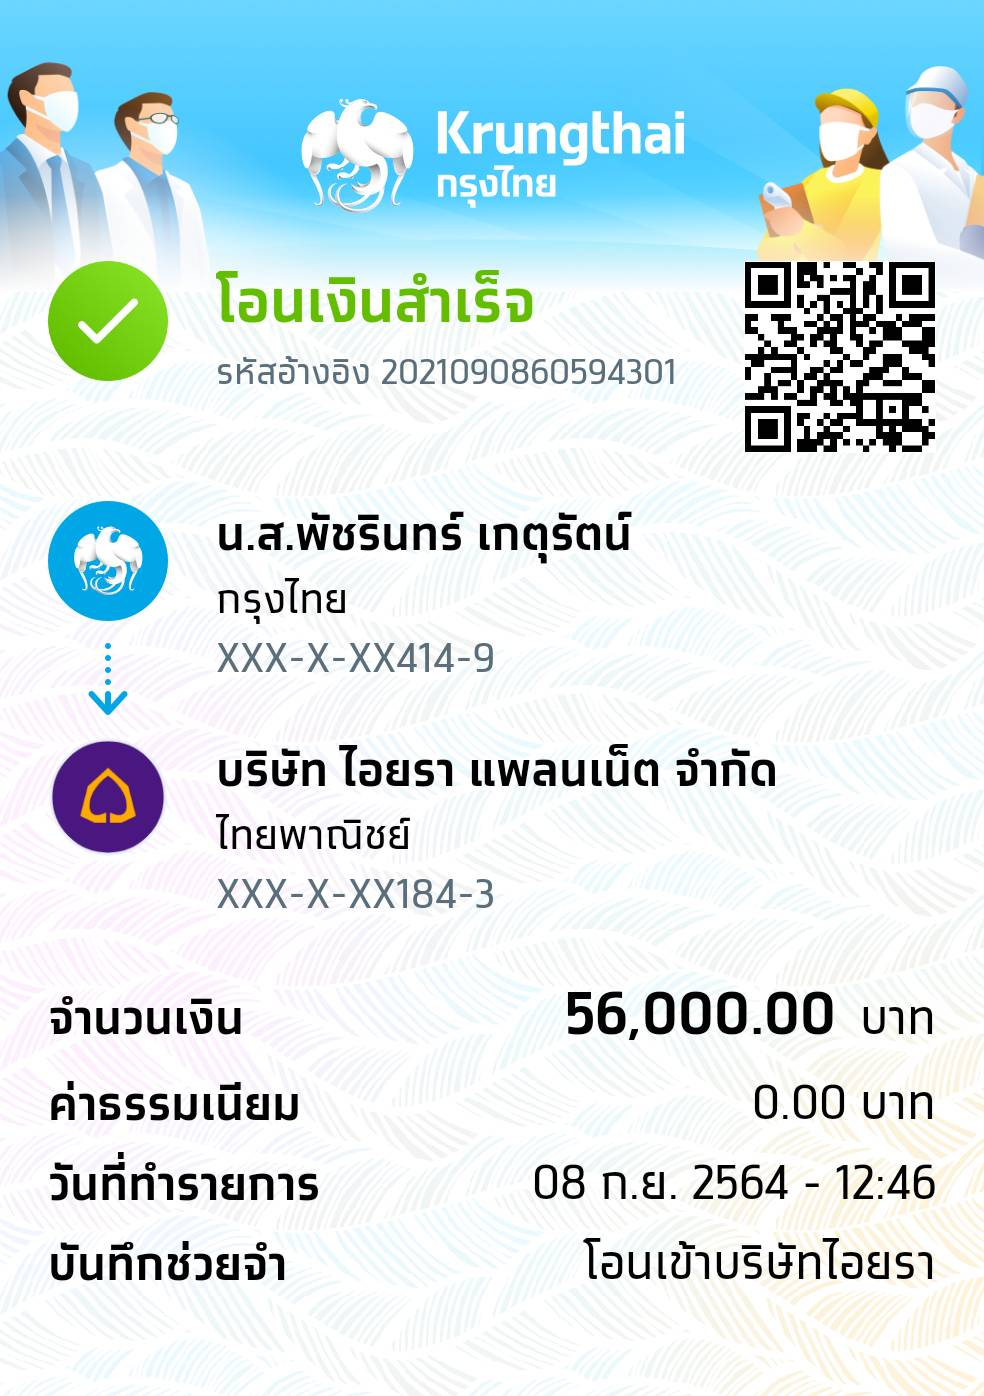 Krungthai
กรุงไทย
โอนเงินสำเร็จ
รหัสอ้างอิง 2021090860594301
น.ส.พัชรินทร์ เกตุรัตน์
กรุงไทย
XXX-X-XX414-9
บริษัท ไอยรา แพลนเน็ต จำกัด
ไทยพาณิชย์
XXX-X-XX184-3
จำนวนเงิน 56,000.00 บาท
ค่าธรรมเนียม 0.00 บาท
วันที่ทำรายการ 08 ก.ย. 2564 - 12:46
บันทึกช่วยจำ โอนเข้าบริษัทไอยรา